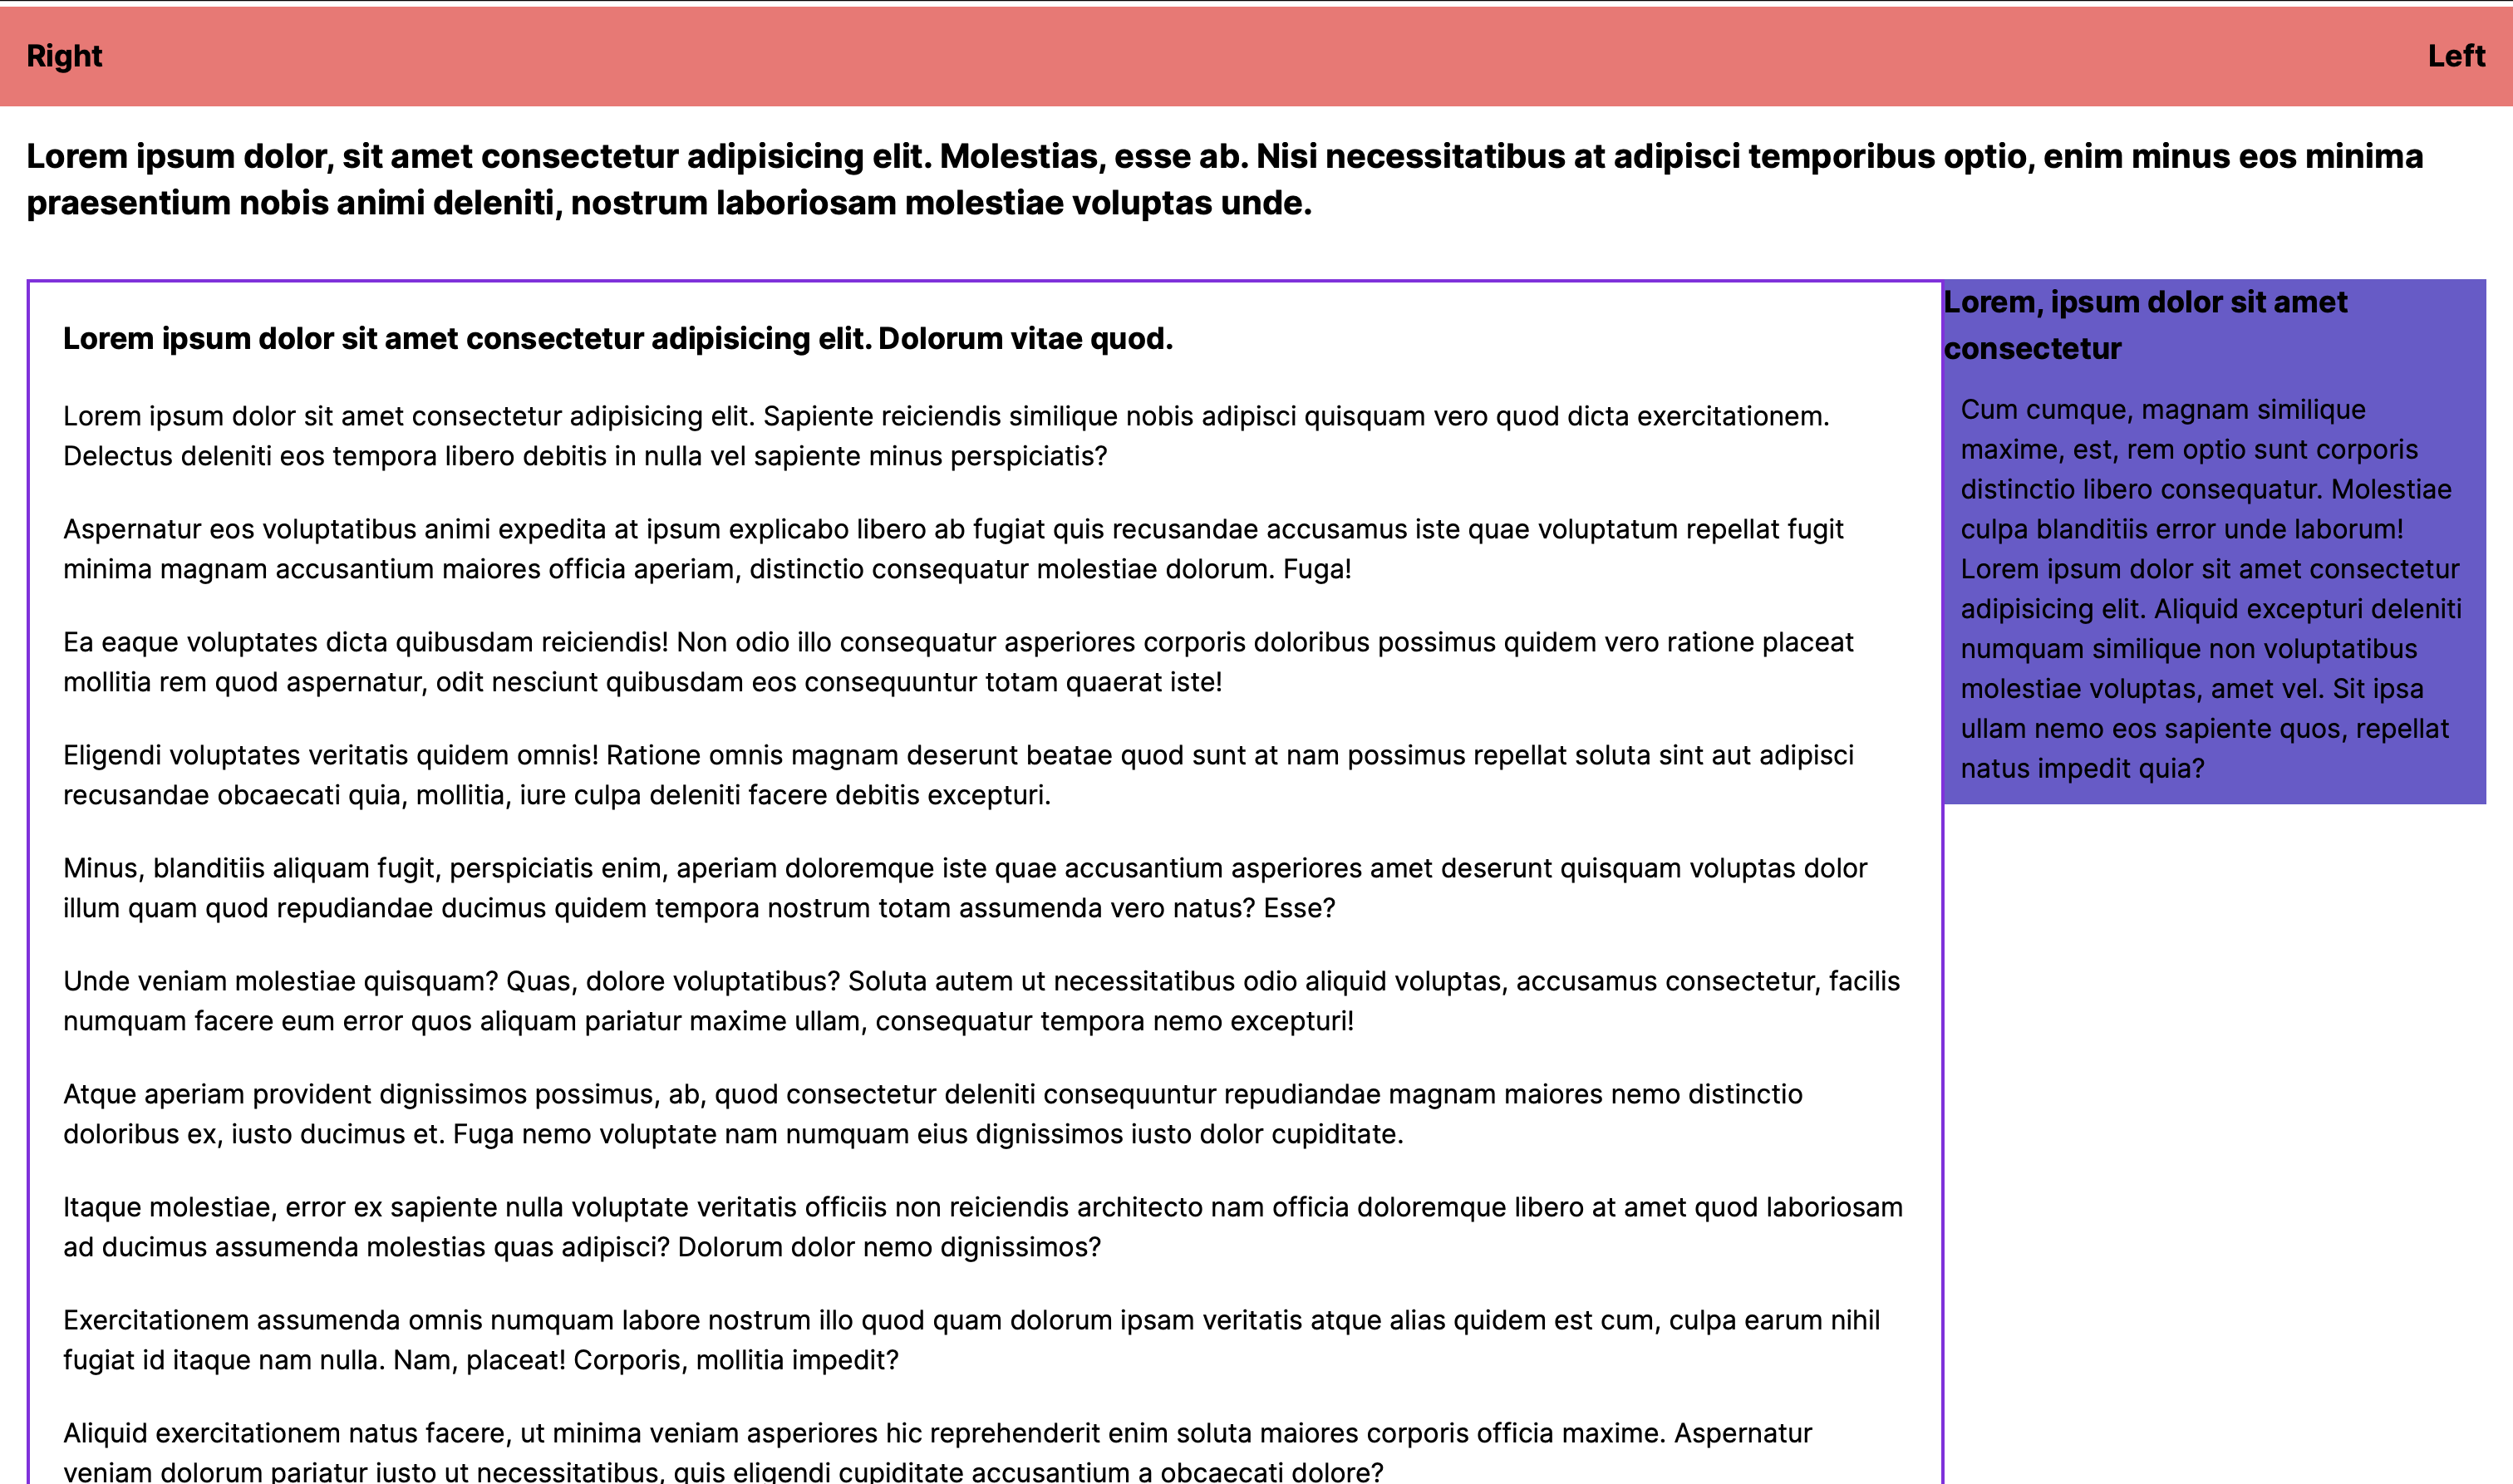 Right
Left
Lorem ipsum dolor, sit amet consectetur adipisicing elit. Molestias, esse ab. Nisi necessitatibus at adipisci temporibus optio, enim minus eos minima
praesentium nobis animi deleniti, nostrum laboriosam molestiae voluptas unde.
Lorem ipsum dolor sit amet consectetur adipisicing elit. Dolorum vitae quod.
Lorem ipsum dolor sit amet consectetur adipisicing elit. Sapiente reiciendis similique nobis adipisci quisquam vero quod dicta exercitationem.
Delectus deleniti eos tempora libero debitis in nulla vel sapiente minus perspiciatis?
Aspernatur eos voluptatibus animi expedita at ipsum explicabo libero ab fugiat quis recusandae accusamus iste quae voluptatum repellat fugit
minima magnam accusantium maiores officia aperiam, distinctio consequatur molestiae dolorum. Fuga!
Ea eaque voluptates dicta quibusdam reiciendis! Non odio illo consequatur asperiores corporis doloribus possimus quidem vero ratione placeat
mollitia rem quod aspernatur, odit nesciunt quibusdam eos consequuntur totam quaerat iste!
Eligendi voluptates veritatis quidem omnis! Ratione omnis magnam deserunt beatae quod sunt at nam possimus repellat soluta sint aut adipisci
recusandae obcaecati quia, mollitia, iure culpa deleniti facere debitis excepturi.
Minus, blanditiis aliquam fugit, perspiciatis enim, aperiam doloremque iste quae accusantium asperiores amet deserunt quisquam voluptas dolor
illum quam quod repudiandae ducimus quidem tempora nostrum totam assumenda vero natus? Esse?
Unde veniam molestiae quisquam? Quas, dolore voluptatibus? Soluta autem ut necessitatibus odio aliquid voluptas, accusamus consectetur, facilis
numquam facere eum error quos aliquam pariatur maxime ullam, consequatur tempora nemo excepturi!
Atque aperiam provident dignissimos possimus, ab, quod consectetur deleniti consequuntur repudiandae magnam maiores nemo distinctio
doloribus ex, iusto ducimus et. Fuga nemo voluptate nam numquam eius dignissimos iusto dolor cupiditate.
Itaque molestiae, error ex sapiente nulla voluptate veritatis officiis non reiciendis architecto nam officia doloremque libero at amet quod laboriosam
ad ducimus assumenda molestias quas adipisci? Dolorum dolor nemo dignissimos?
Exercitationem assumenda omnis numquam labore nostrum illo quod quam dolorum ipsam veritatis atque alias quidem est cum, culpa earum nihil
fugiat id itaque nam nulla. Nam, placeat! Corporis, mollitia impedit?
Aliquid exercitationem natus facere, ut minima veniam asperiores hic reprehenderit enim soluta maiores corporis officia maxime. Aspernatur
veniam dolorum pariatur iusto ut necessitatibus, quis eligendi cupiditate accusantium a obcaecati dolore?
Lorem, ipsum dolor sit amet
consectetur
Cum cumque, magnam similique
maxime, est, rem optio sunt corporis
distinctio libero consequatur. Molestiae
culpa blanditiis error unde laborum!
Lorem ipsum dolor sit amet consectetur
adipisicing elit. Aliquid excepturi deleniti
numquam similique non voluptatibus
molestiae voluptas, amet vel. Sit ipsa
ullam nemo eos sapiente quos, repellat
natus impedit quia?